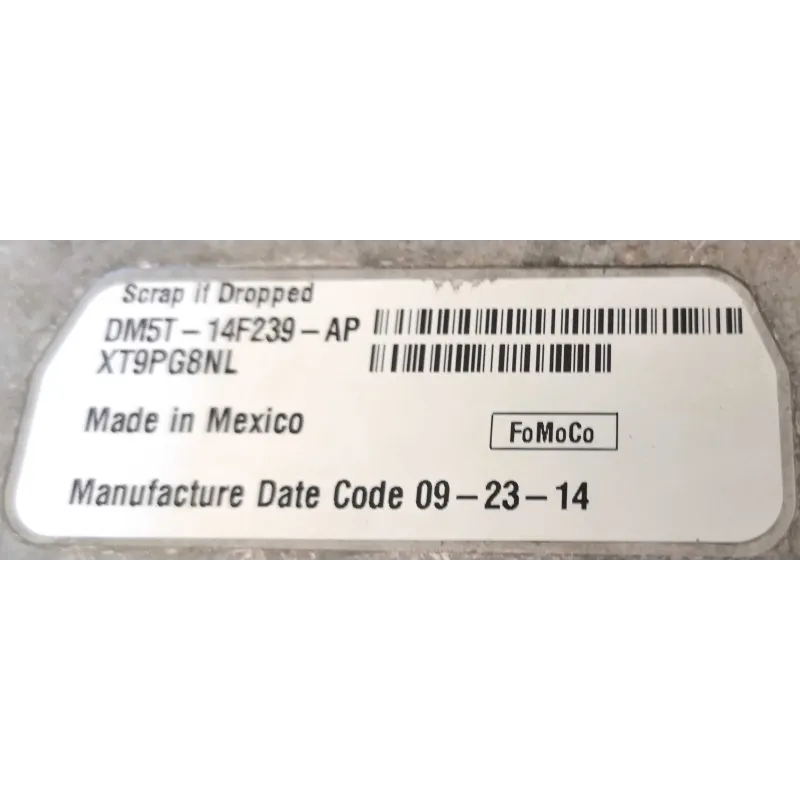 Scrap if Dropped
DM5T-14F239-AP
XT9PG8NL
Made in Mexico
FoMoCo
Manufacture Date Code 09-23-14